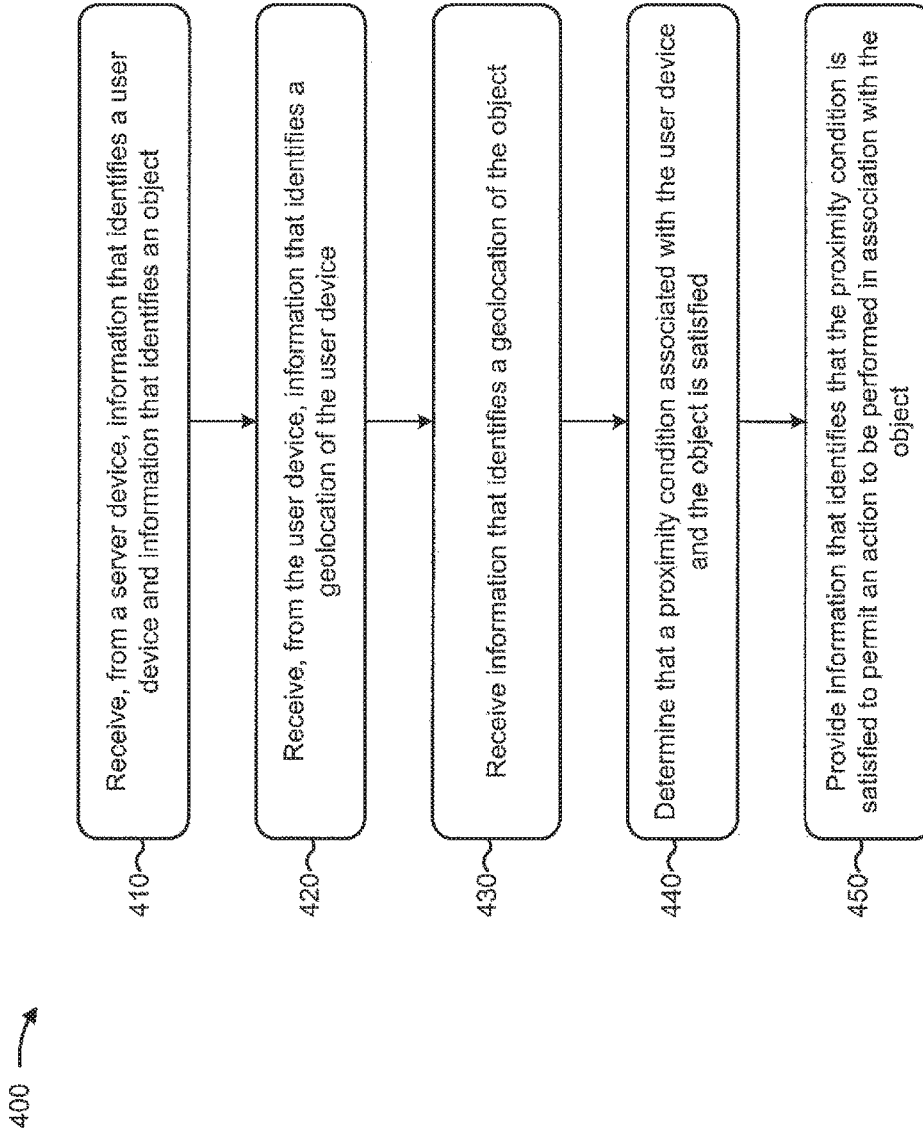 400
410
Receive, from a server device, information that identifies a user
device and information that identifies an object
420
Receive, from the user device, information that identifies a
geolocation of the user device
430
Receive information that identifies a geolocation of the object
440
Determine that a proximity condition associated with the user device
and the object is satisfied
450
Provide information that identifies that the proximity condition is
satisfied to permit an action to be performed in association with the
object